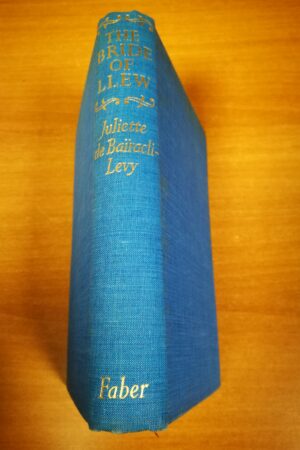 THE
BRIDE
OF
LLEW
Juliette
de Baïracli-
Levy
Faber